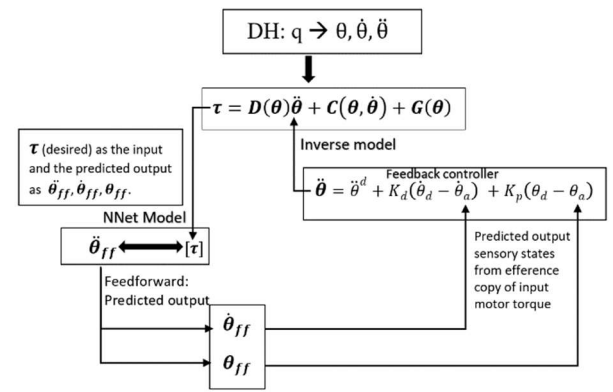 DH: q → θ, θ̇, θ̈
τ = D(θ)θ̈ + C(θ, θ̇) + G(θ)
Inverse model
τ (desired) as the input
and the predicted output
as θ̈ff, θ̇ff, θff.
NNet Model
θ̈ff [τ]
Feedback controller
θ̈ = θ̈ᵈ + Kd(θ̇d − θ̇a) + Kp(θd − θa)
Predicted output
sensory states
from efference
copy of input
motor torque
Feedforward:
Predicted output
θ̇ff
θff